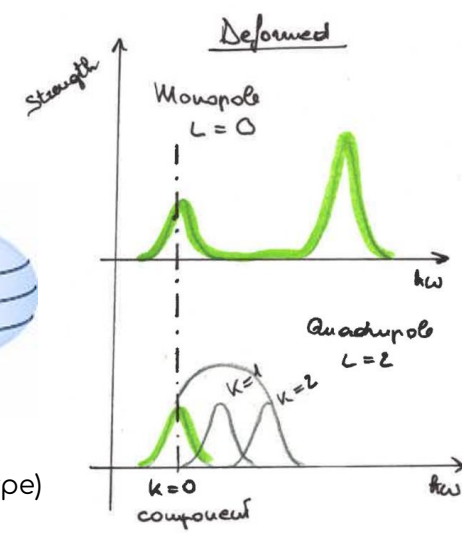 Deformed
Strength
Monopole
L = 0
ħω
Quadrupole
L = 2
K=1
K=2
pe)
K=0
ħω
component